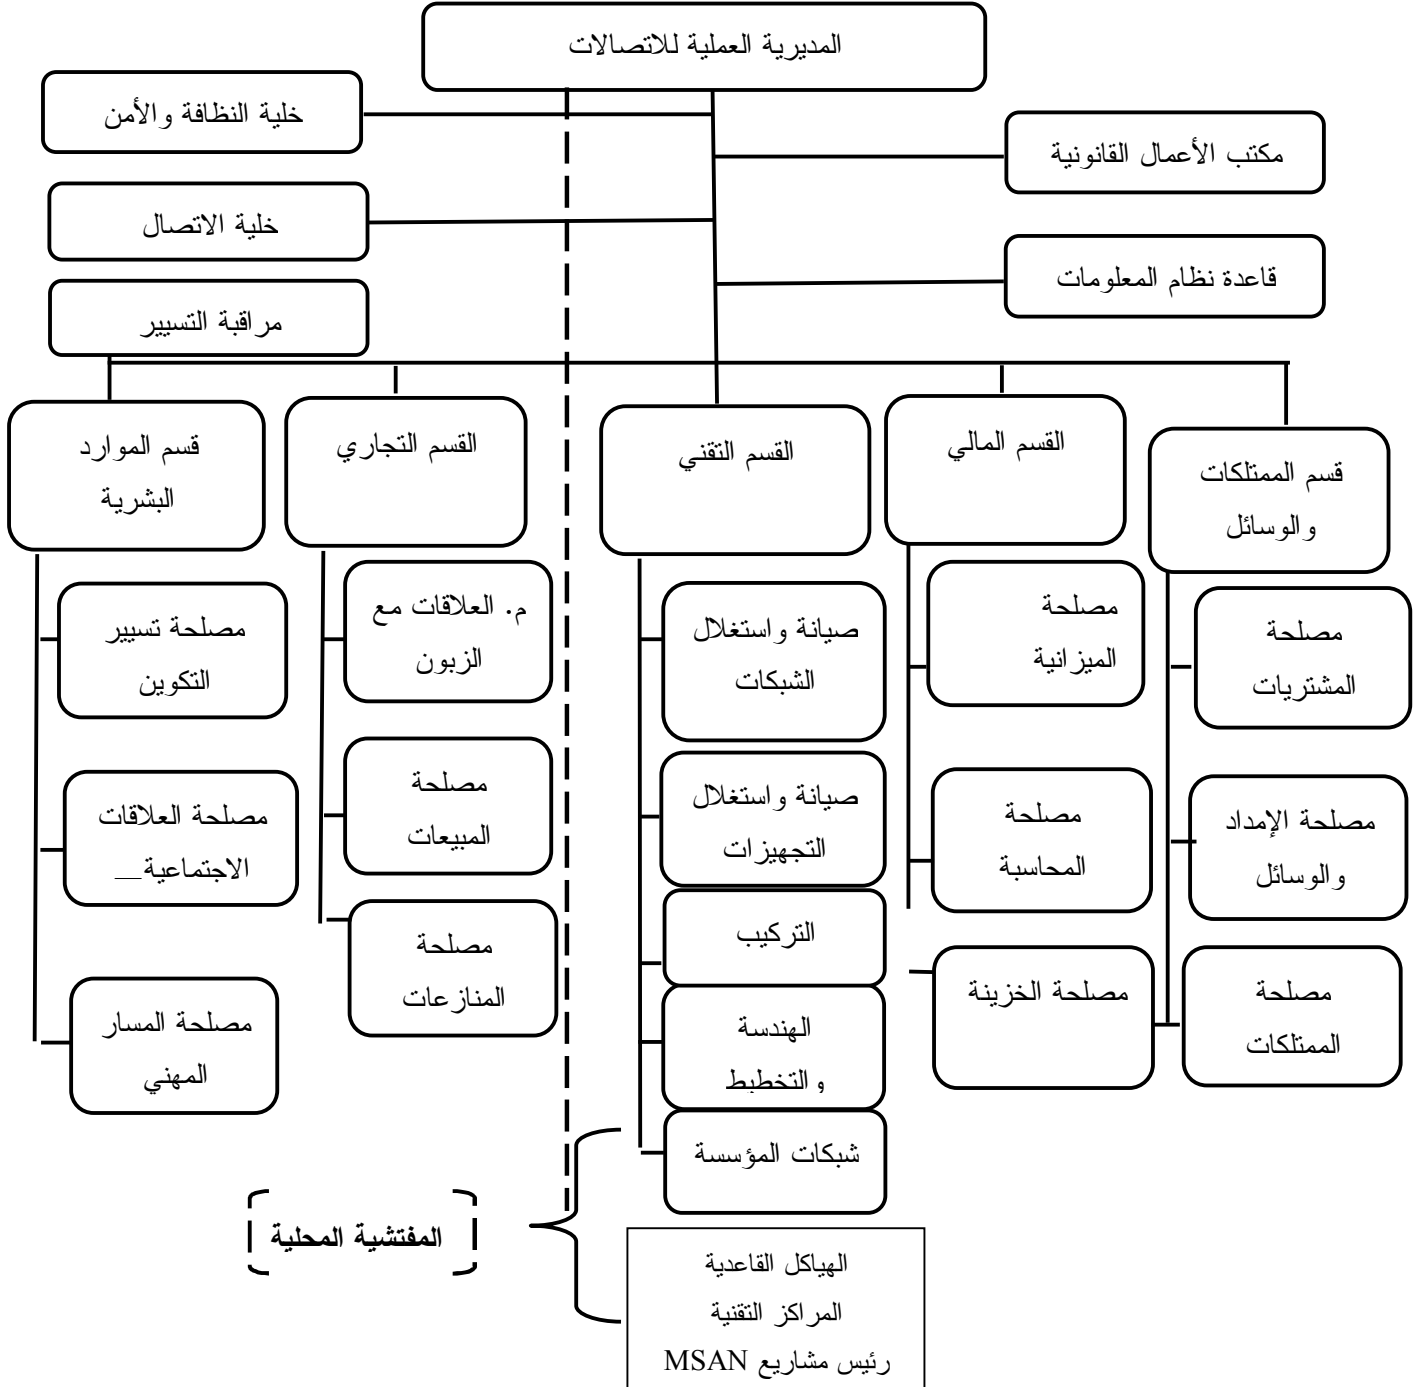 المديرية العملية للاتصالات
خلية النظافة والأمن
مكتب الأعمال القانونية
خلية الاتصال
قاعدة نظام المعلومات
مراقبة التسيير
قسم الممتلكات
والوسائل
القسم المالي
القسم التقني
القسم التجاري
قسم الموارد
البشرية
مصلحة
المشتريات
مصلحة الإمداد
والوسائل
مصلحة
الممتلكات
مصلحة
الميزانية
مصلحة
المحاسبة
مصلحة الخزينة
صيانة واستغلال
الشبكات
صيانة واستغلال
التجهيزات
التركيب
الهندسة
والتخطيط
شبكات المؤسسة
م. العلاقات مع
الزبون
مصلحة
المبيعات
مصلحة
المنازعات
مصلحة تسيير
التكوين
مصلحة العلاقات
الاجتماعية__
مصلحة المسار
المهني
المفتشية المحلية
الهياكل القاعدية
المراكز التقنية
رئيس مشاريع MSAN